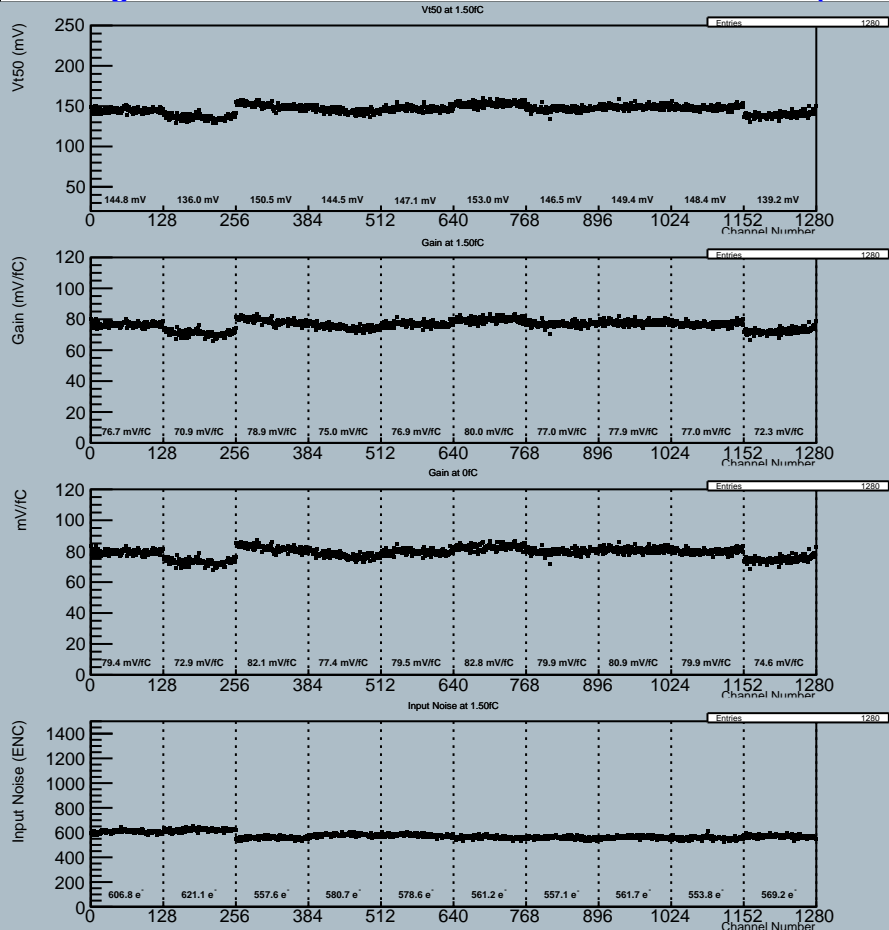 Vt50 at 1.50fC
Entries 1280
Vt50 (mV)
250
200
150
100
50
144.8 mV 136.0 mV 150.5 mV 144.5 mV 147.1 mV 153.0 mV 146.5 mV 149.4 mV 148.4 mV 139.2 mV
0 128 256 384 512 640 768 896 1024 1152 1280
Channel Number
Gain at 1.50fC
Entries 1280
Gain (mV/fC)
120
100
80
60
40
20
0
76.7 mV/fC 70.9 mV/fC 78.9 mV/fC 75.0 mV/fC 76.9 mV/fC 80.0 mV/fC 77.0 mV/fC 77.9 mV/fC 77.0 mV/fC 72.3 mV/fC
0 128 256 384 512 640 768 896 1024 1152 1280
Channel Number
Gain at 0fC
Entries 1280
mV/fC
120
100
80
60
40
20
0
79.4 mV/fC 72.9 mV/fC 82.1 mV/fC 77.4 mV/fC 79.5 mV/fC 82.8 mV/fC 79.9 mV/fC 80.9 mV/fC 79.9 mV/fC 74.6 mV/fC
0 128 256 384 512 640 768 896 1024 1152 1280
Channel Number
Input Noise at 1.50fC
Entries 1280
Input Noise (ENC)
1400
1200
1000
800
600
400
200
0
606.8 e⁻ 621.1 e⁻ 557.6 e⁻ 580.7 e⁻ 578.6 e⁻ 561.2 e⁻ 557.1 e⁻ 561.7 e⁻ 553.8 e⁻ 569.2 e⁻
0 128 256 384 512 640 768 896 1024 1152 1280
Channel Number